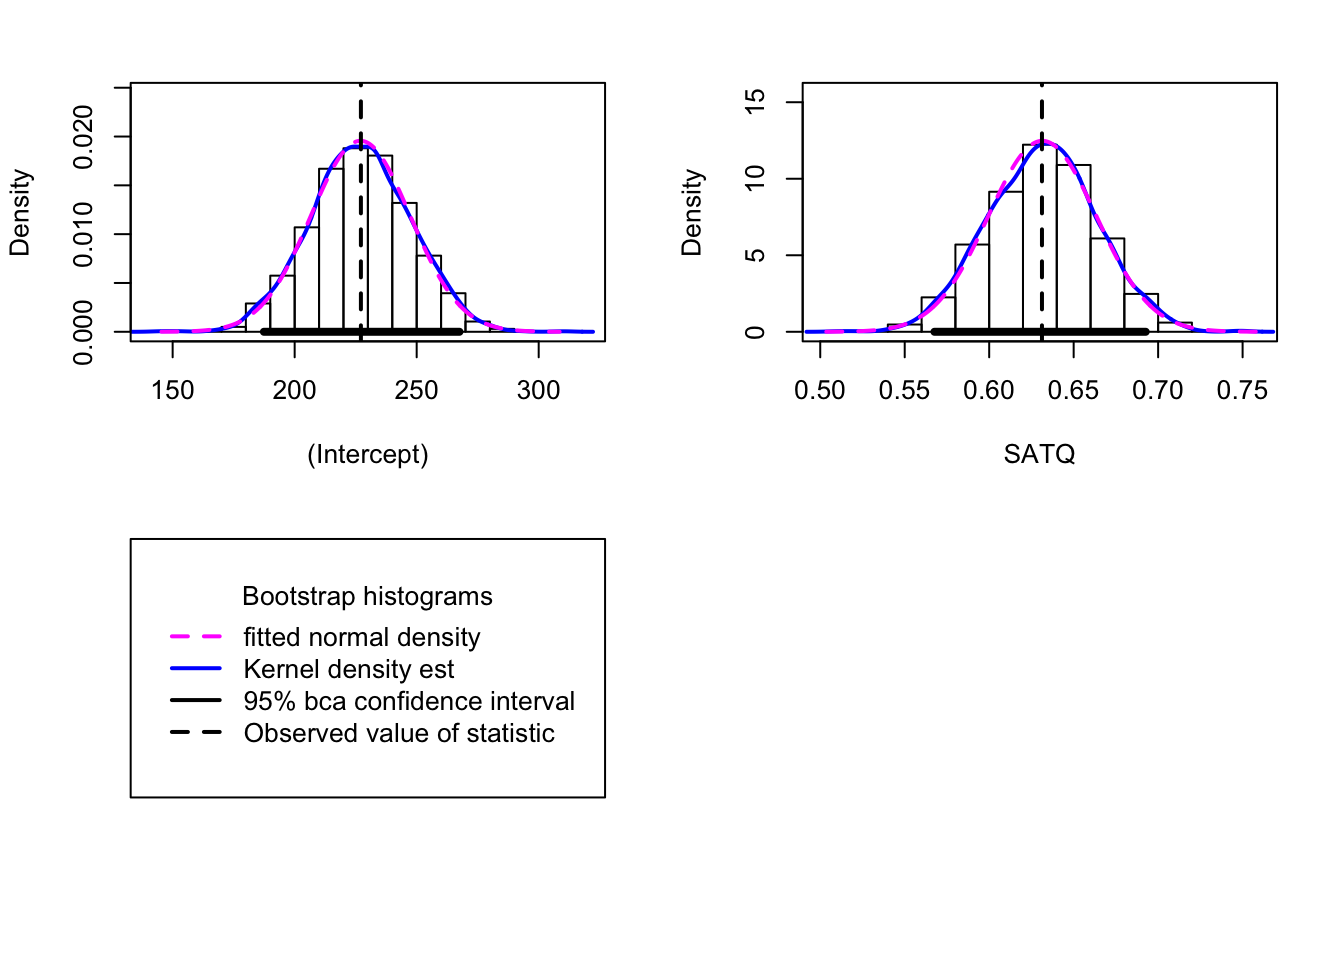 Density
0.000 0.010 0.020
150 200 250 300
(Intercept)
Density
0 5 10 15
0.50 0.55 0.60 0.65 0.70 0.75
SATQ
Bootstrap histograms
fitted normal density
Kernel density est
95% bca confidence interval
Observed value of statistic